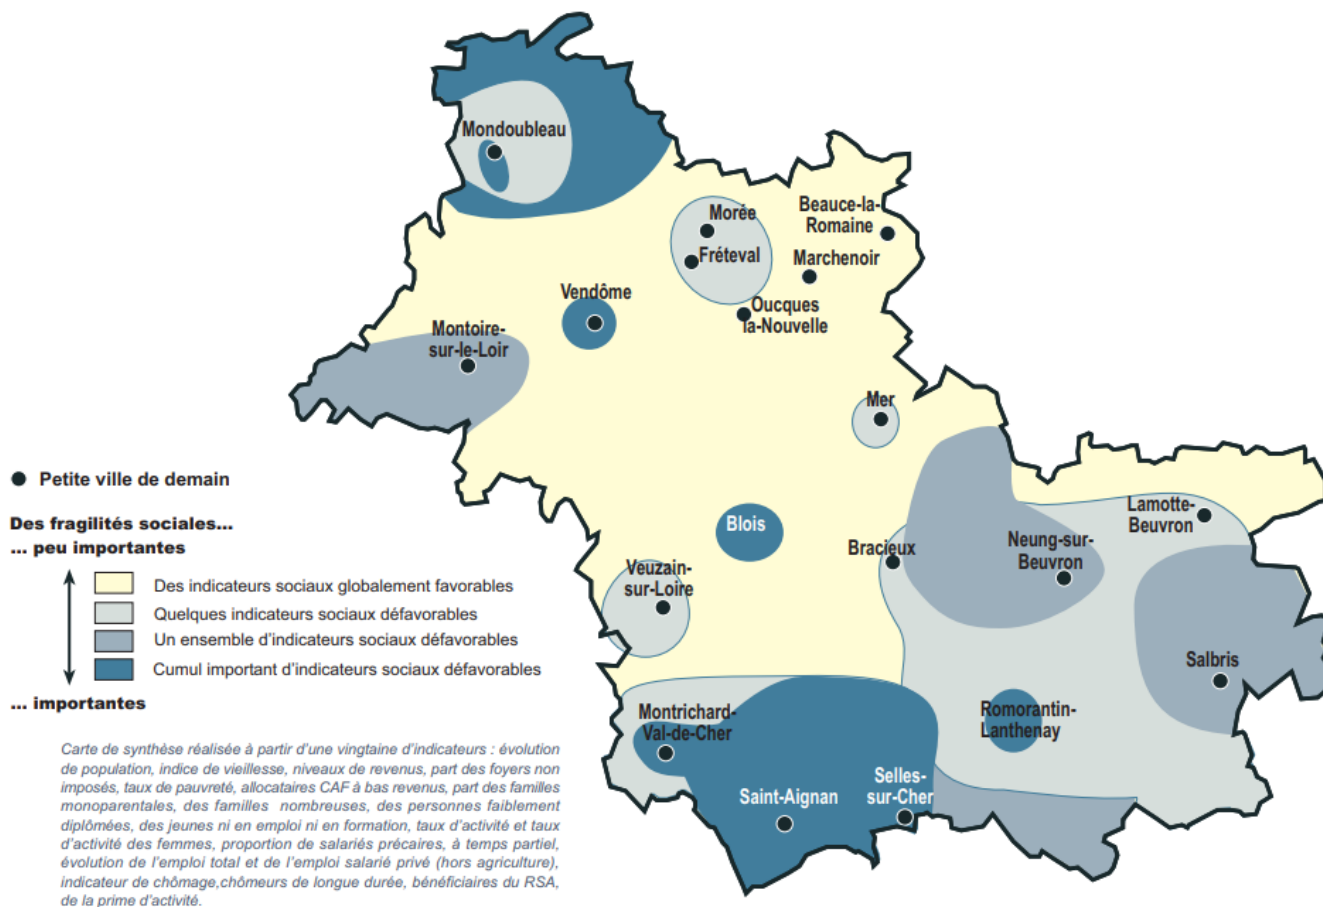 Mondoubleau
Morée
Fréteval
Beauce-la-
Romaine
Marchenoir
Vendôme
Oucques
la-Nouvelle
Montoire-
sur-le-Loir
Mer
Blois
Bracieux
Lamotte-
Beuvron
Neung-sur-
Beuvron
Veuzain-
sur-Loire
Salbris
Montrichard-
Val-de-Cher
Romorantin-
Lanthenay
Saint-Aignan
Selles-
sur-Cher
Petite ville de demain
Des fragilités sociales...
... peu importantes
Des indicateurs sociaux globalement favorables
Quelques indicateurs sociaux défavorables
Un ensemble d'indicateurs sociaux défavorables
Cumul important d'indicateurs sociaux défavorables
... importantes
Carte de synthèse réalisée à partir d'une vingtaine d'indicateurs : évolution
de population, indice de vieillesse, niveaux de revenus, part des foyers non
imposés, taux de pauvreté, allocataires CAF à bas revenus, part des familles
monoparentales, des familles nombreuses, des personnes faiblement
diplômées, des jeunes ni en emploi ni en formation, taux d'activité et taux
d'activité des femmes, proportion de salariés précaires, à temps partiel,
évolution de l'emploi total et de l'emploi salarié privé (hors agriculture),
indicateur de chômage,chômeurs de longue durée, bénéficiaires du RSA,
de la prime d'activité.